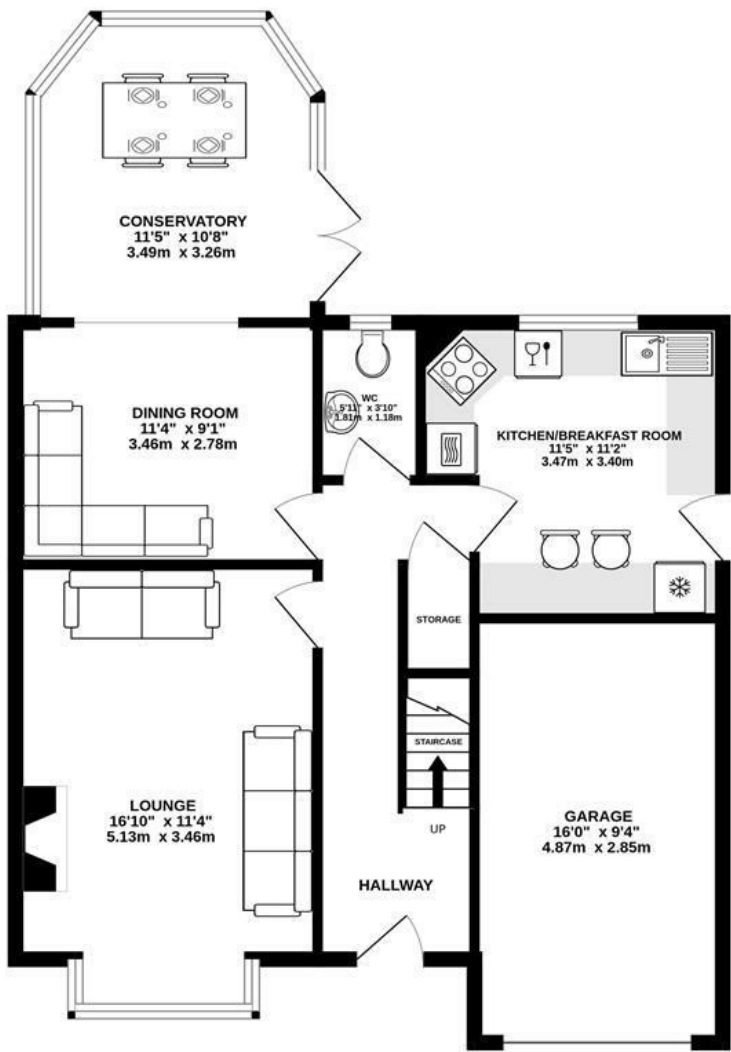 CONSERVATORY
11'5" x 10'8"
3.49m x 3.26m
DINING ROOM
11'4" x 9'1"
3.46m x 2.78m
WC
5'11" x 3'10"
1.81m x 1.18m
KITCHEN/BREAKFAST ROOM
11'5" x 11'2"
3.47m x 3.40m
STORAGE
STAIRCASE
UP
LOUNGE
16'10" x 11'4"
5.13m x 3.46m
HALLWAY
GARAGE
16'0" x 9'4"
4.87m x 2.85m